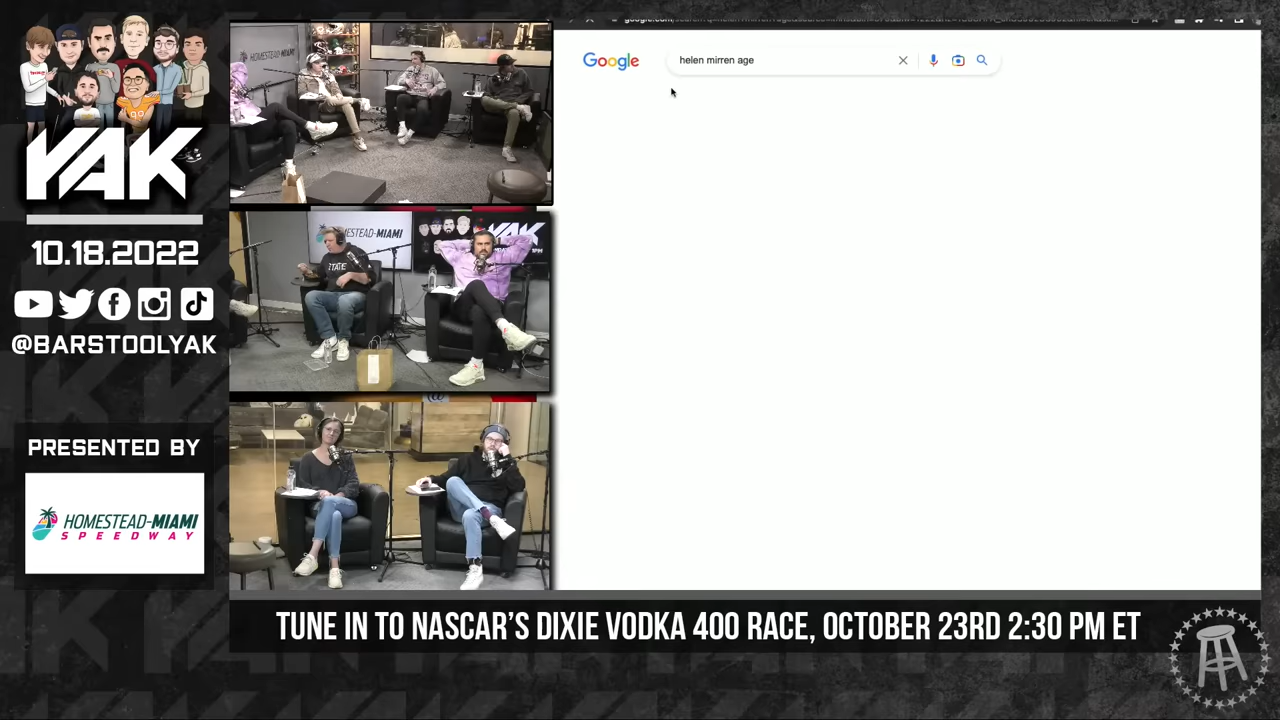 YAK
10.18.2022
@BARSTOOLYAK
PRESENTED BY
HOMESTEAD-MIAMI
SPEEDWAY
HOMESTEAD-MIAMI
YAK
STATE
Google
helen mirren age
TUNE IN TO NASCAR'S DIXIE VODKA 400 RACE, OCTOBER 23RD 2:30 PM ET